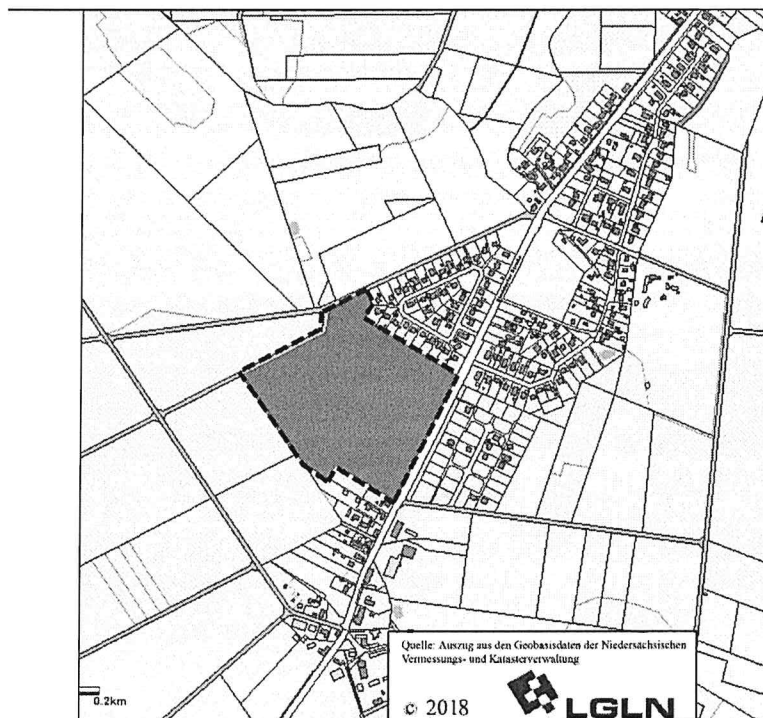 0.2km
Quelle: Auszug aus den Geobasisdaten der Niedersächsischen
Vermessungs- und Katasterverwaltung
© 2018
LGLN